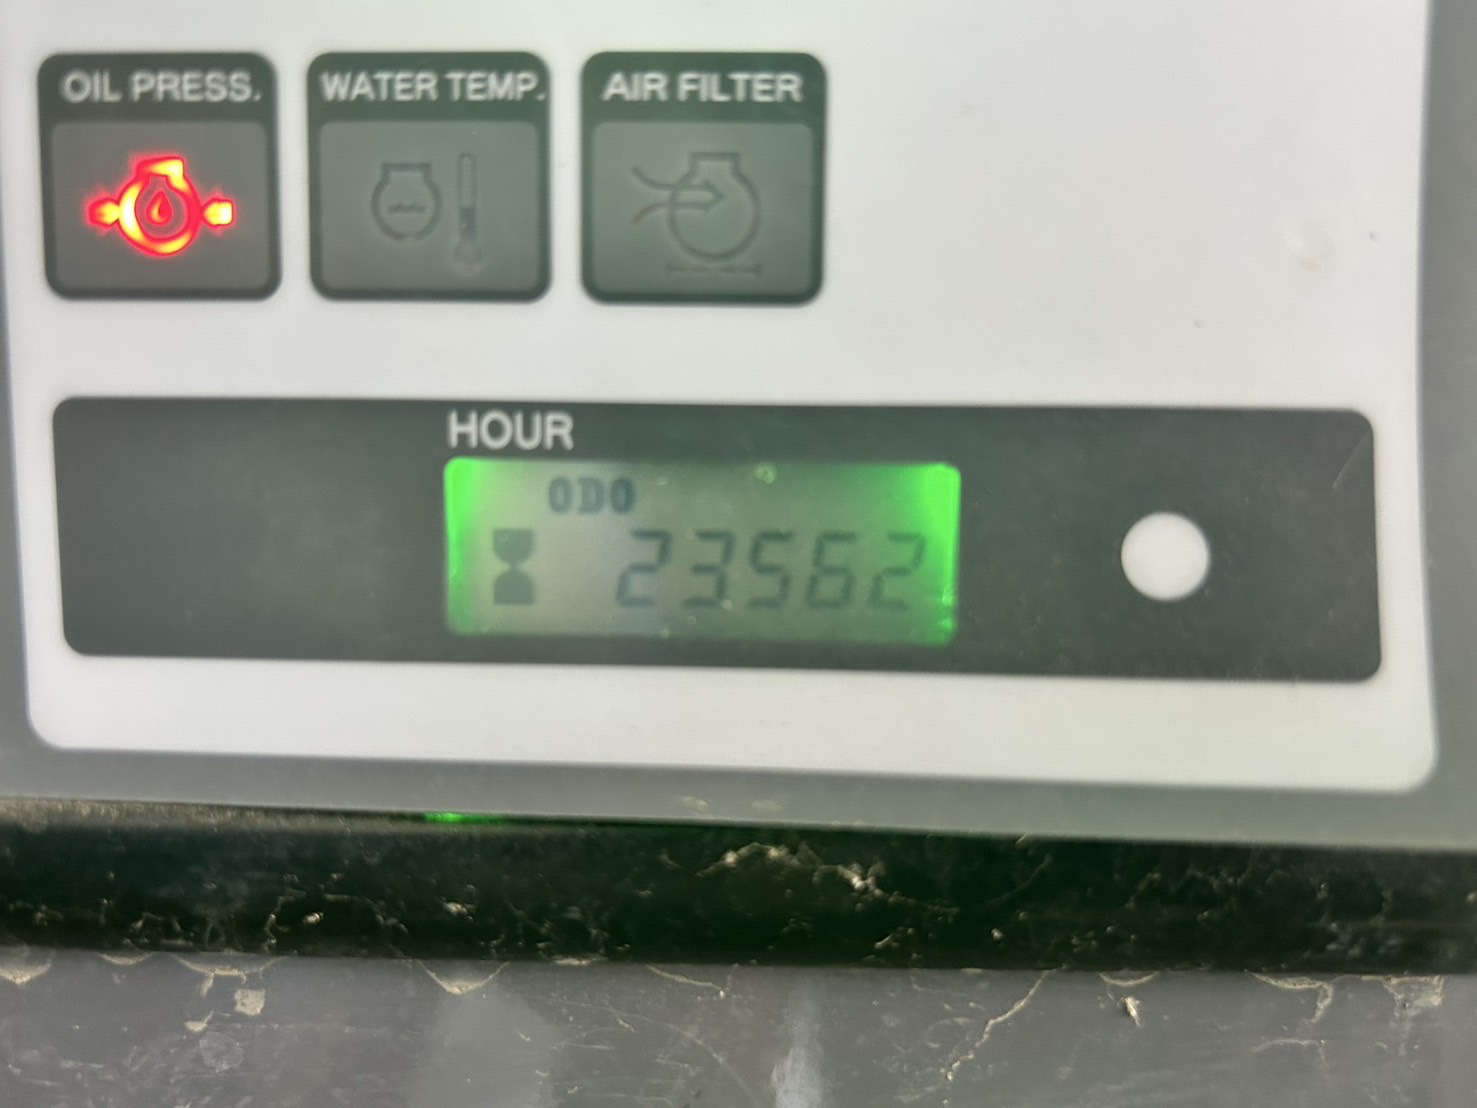 OIL PRESS. WATER TEMP. AIR FILTER
HOUR
ODO
23562